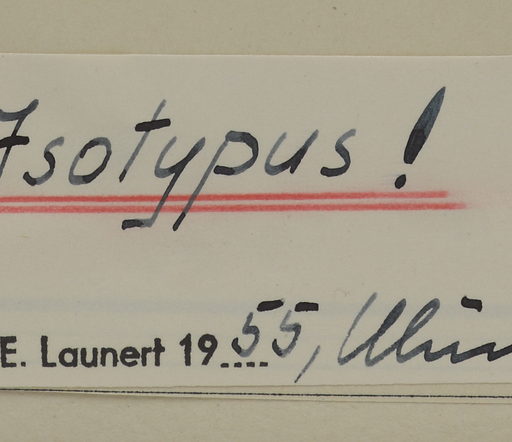 Isotypus!
E. Launert 1955,